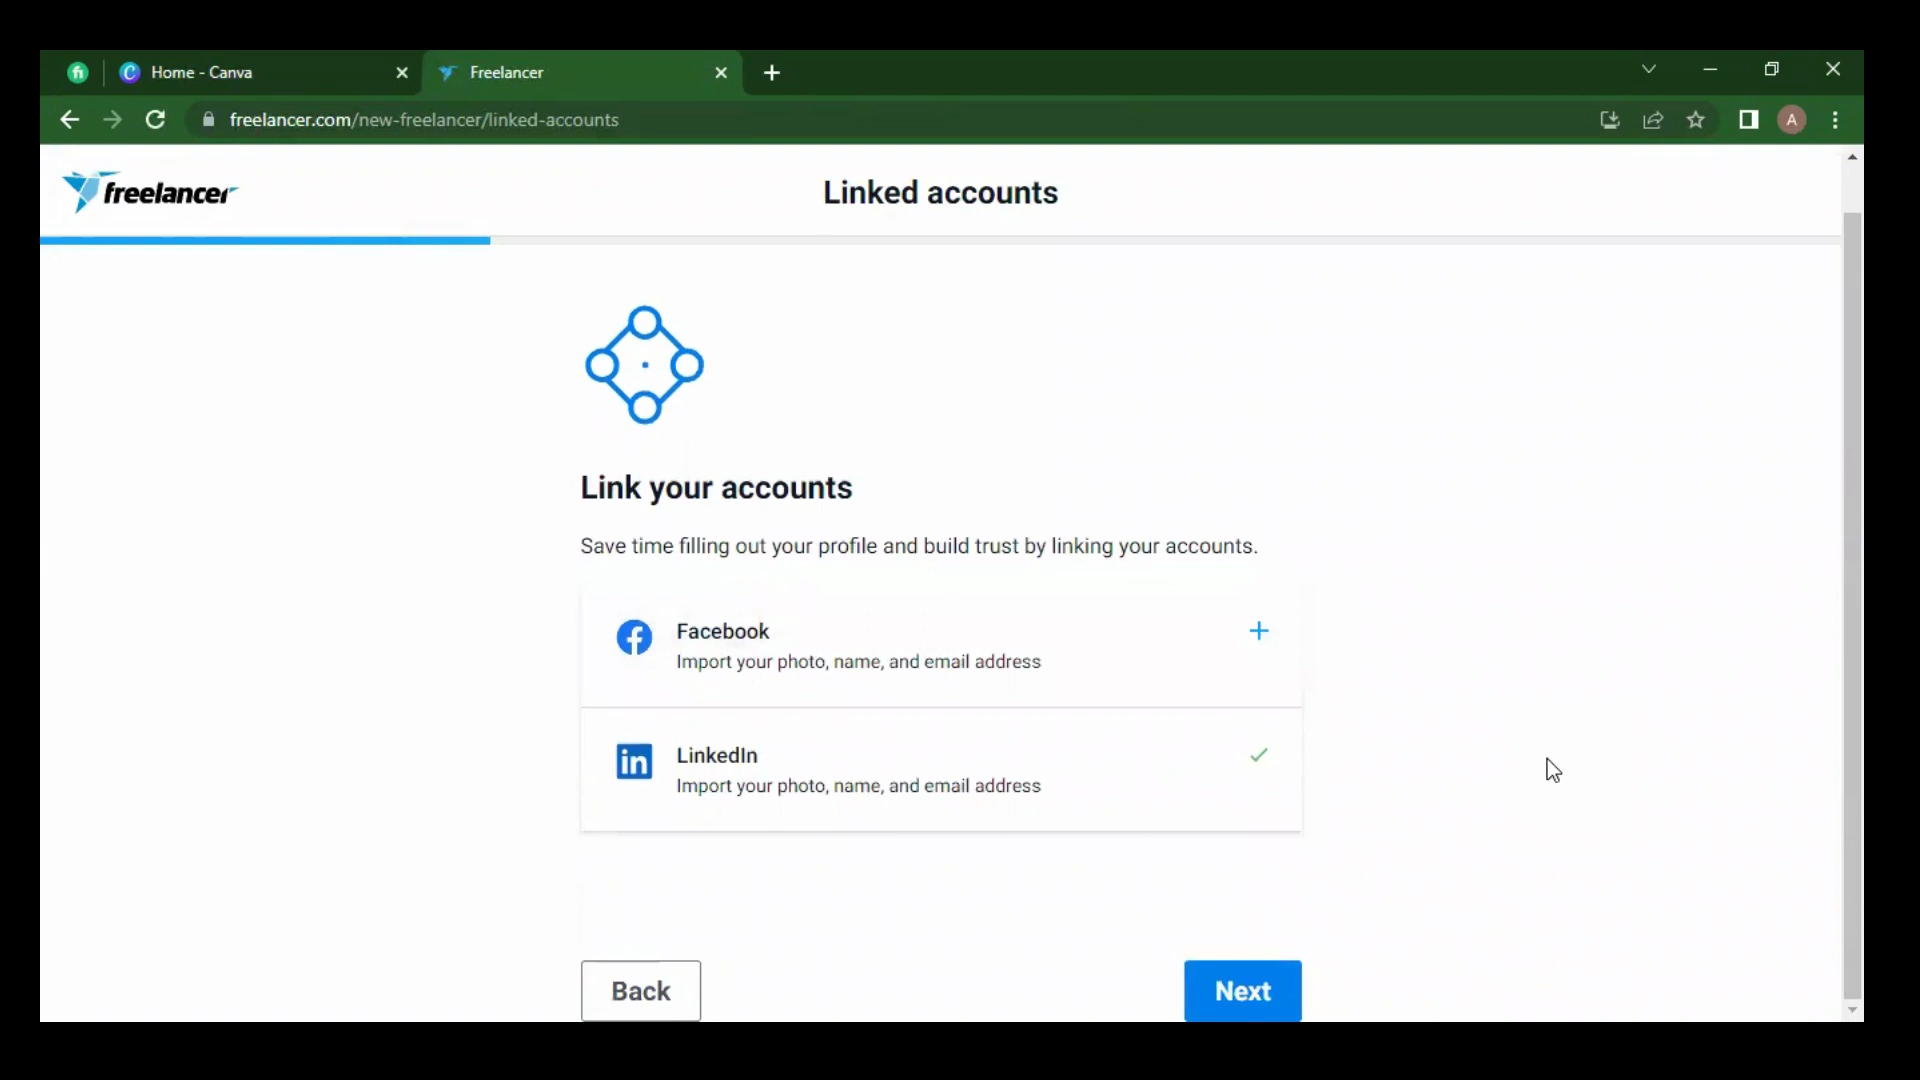 Home - Canva
Freelancer
freelancer.com/new-freelancer/linked-accounts
A
freelancer
Linked accounts
Link your accounts
Save time filling out your profile and build trust by linking your accounts.
Facebook
Import your photo, name, and email address
in
LinkedIn
Import your photo, name, and email address
Back
Next